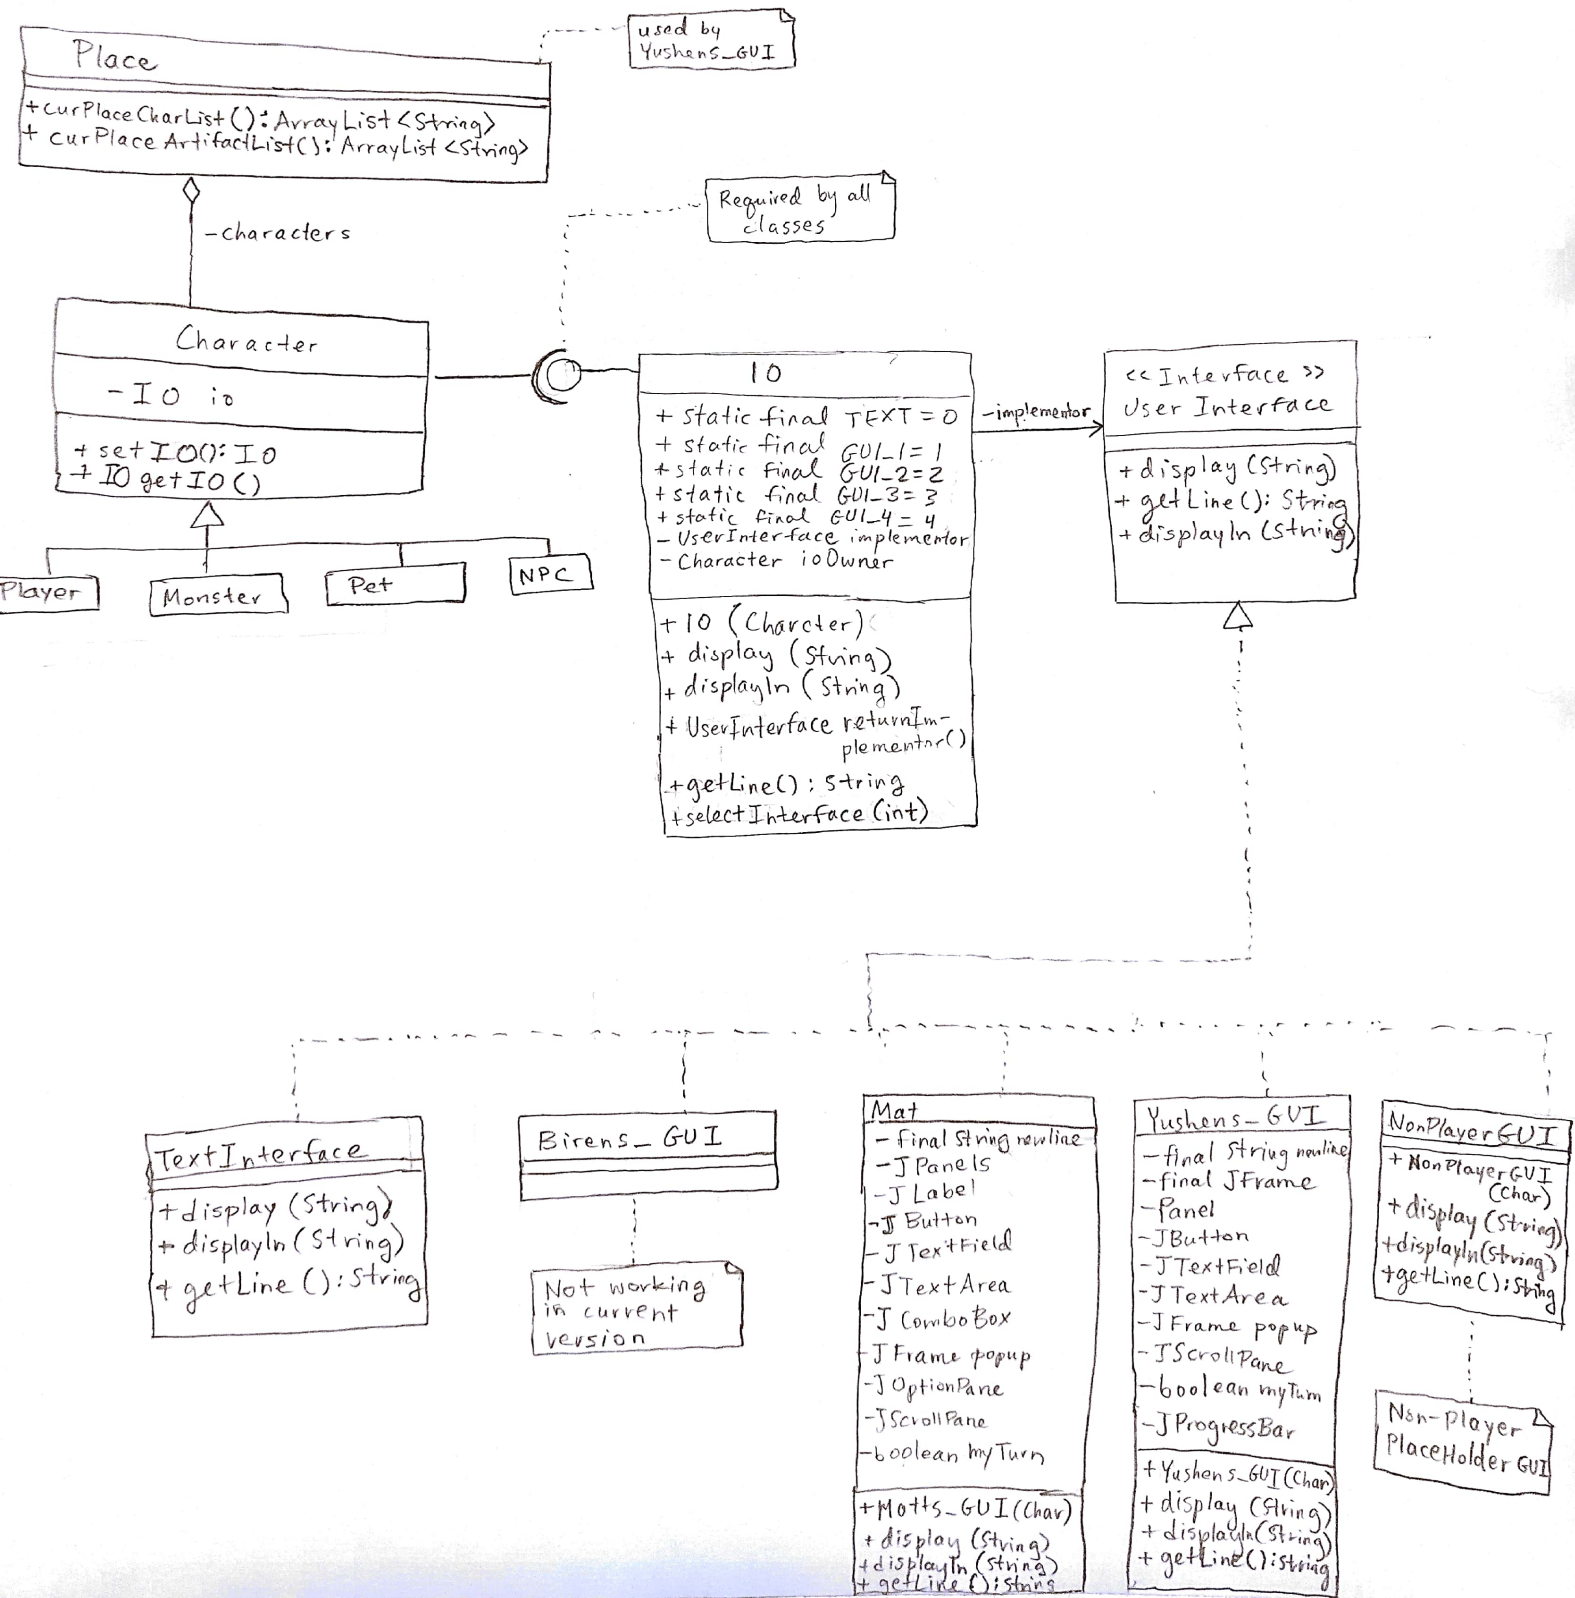 Place
+curPlaceCharList(): ArrayList<String>
+ curPlaceArtifactList(): ArrayList<String>
used by
Yushens_GUI
-characters
Required by all
classes
Character
-IO io
+ setIO(): IO
+ IO getIO()
Player
Monster
Pet
NPC
IO
+ static final TEXT = 0
+ static final GUI_1 = 1
+ static final GUI_2 = 2
+ static final GUI_3 = 3
+ static final GUI_4 = 4
- UserInterface implementor
- Character ioOwner
+ IO (Charcter)
+ display (String)
+ displayln (String)
+ UserInterface returnIm-
plementor()
+getLine(): String
+selectInterface (int)
-implementor
<< Interface >>
User Interface
+ display (String)
+ getLine(): String
+ displayln (String)
TextInterface
+ display (String)
+ displayln (String)
+ getLine (): String
Birens_GUI
Not working
in current
version
Mat
- final String newline
- JPanels
- J Label
- J Button
- JTextField
- JTextArea
- J ComboBox
- J Frame popup
- J OptionPane
- JScrollPane
- boolean myTurn
+Motts_GUI (Char)
+ display (String)
+ displayln (String)
+ getLine (): String
Yushens_GUI
- final String newline
- final JFrame
- Panel
- JButton
- JTextField
- JTextArea
- JFrame popup
- JScrollPane
- boolean myTurn
- JProgressBar
+ Yushens_GUI (Char)
+ display (String)
+ displayln (String)
+ getLine(): String
NonPlayerGUI
+ NonPlayerGUI
(Char)
+ display (String)
+displayln(String)
+getLine(): String
Non-Player
PlaceHolder GUI